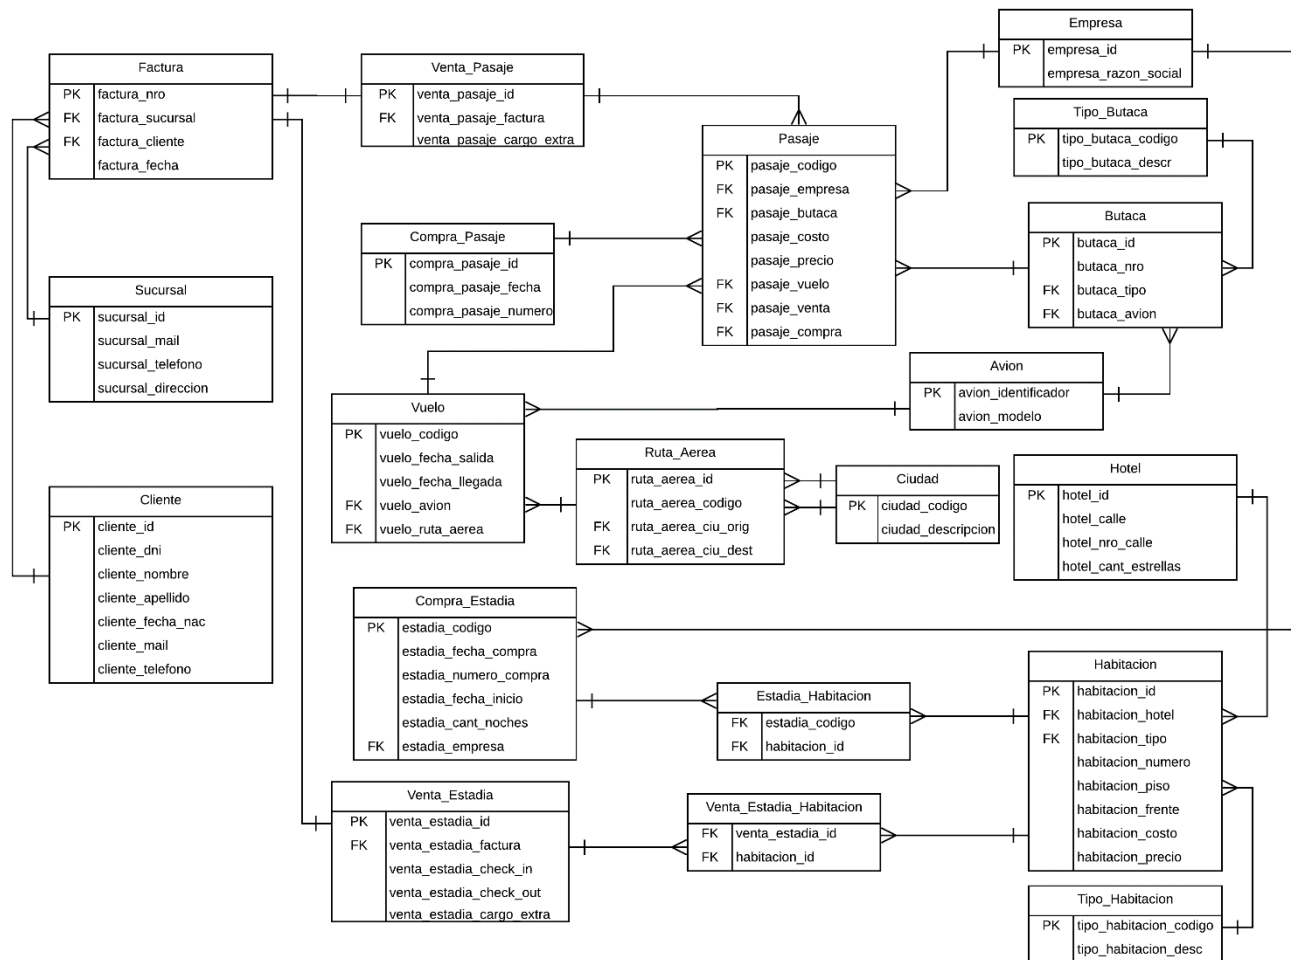 Factura
PK factura_nro
FK factura_sucursal
FK factura_cliente
factura_fecha
Venta_Pasaje
PK venta_pasaje_id
FK venta_pasaje_factura
venta_pasaje_cargo_extra
Empresa
PK empresa_id
empresa_razon_social
Tipo_Butaca
PK tipo_butaca_codigo
tipo_butaca_descr
Pasaje
PK pasaje_codigo
FK pasaje_empresa
FK pasaje_butaca
pasaje_costo
pasaje_precio
FK pasaje_vuelo
FK pasaje_venta
FK pasaje_compra
Butaca
PK butaca_id
butaca_nro
FK butaca_tipo
FK butaca_avion
Compra_Pasaje
PK compra_pasaje_id
compra_pasaje_fecha
compra_pasaje_numero
Sucursal
PK sucursal_id
sucursal_mail
sucursal_telefono
sucursal_direccion
Avion
PK avion_identificador
avion_modelo
Vuelo
PK vuelo_codigo
vuelo_fecha_salida
vuelo_fecha_llegada
FK vuelo_avion
FK vuelo_ruta_aerea
Ruta_Aerea
PK ruta_aerea_id
ruta_aerea_codigo
FK ruta_aerea_ciu_orig
FK ruta_aerea_ciu_dest
Ciudad
PK ciudad_codigo
ciudad_descripcion
Hotel
PK hotel_id
hotel_calle
hotel_nro_calle
hotel_cant_estrellas
Cliente
PK cliente_id
cliente_dni
cliente_nombre
cliente_apellido
cliente_fecha_nac
cliente_mail
cliente_telefono
Compra_Estadia
PK estadia_codigo
estadia_fecha_compra
estadia_numero_compra
estadia_fecha_inicio
estadia_cant_noches
FK estadia_empresa
Estadia_Habitacion
FK estadia_codigo
FK habitacion_id
Habitacion
PK habitacion_id
FK habitacion_hotel
FK habitacion_tipo
habitacion_numero
habitacion_piso
habitacion_frente
habitacion_costo
habitacion_precio
Venta_Estadia
PK venta_estadia_id
FK venta_estadia_factura
venta_estadia_check_in
venta_estadia_check_out
venta_estadia_cargo_extra
Venta_Estadia_Habitacion
FK venta_estadia_id
FK habitacion_id
Tipo_Habitacion
PK tipo_habitacion_codigo
tipo_habitacion_desc